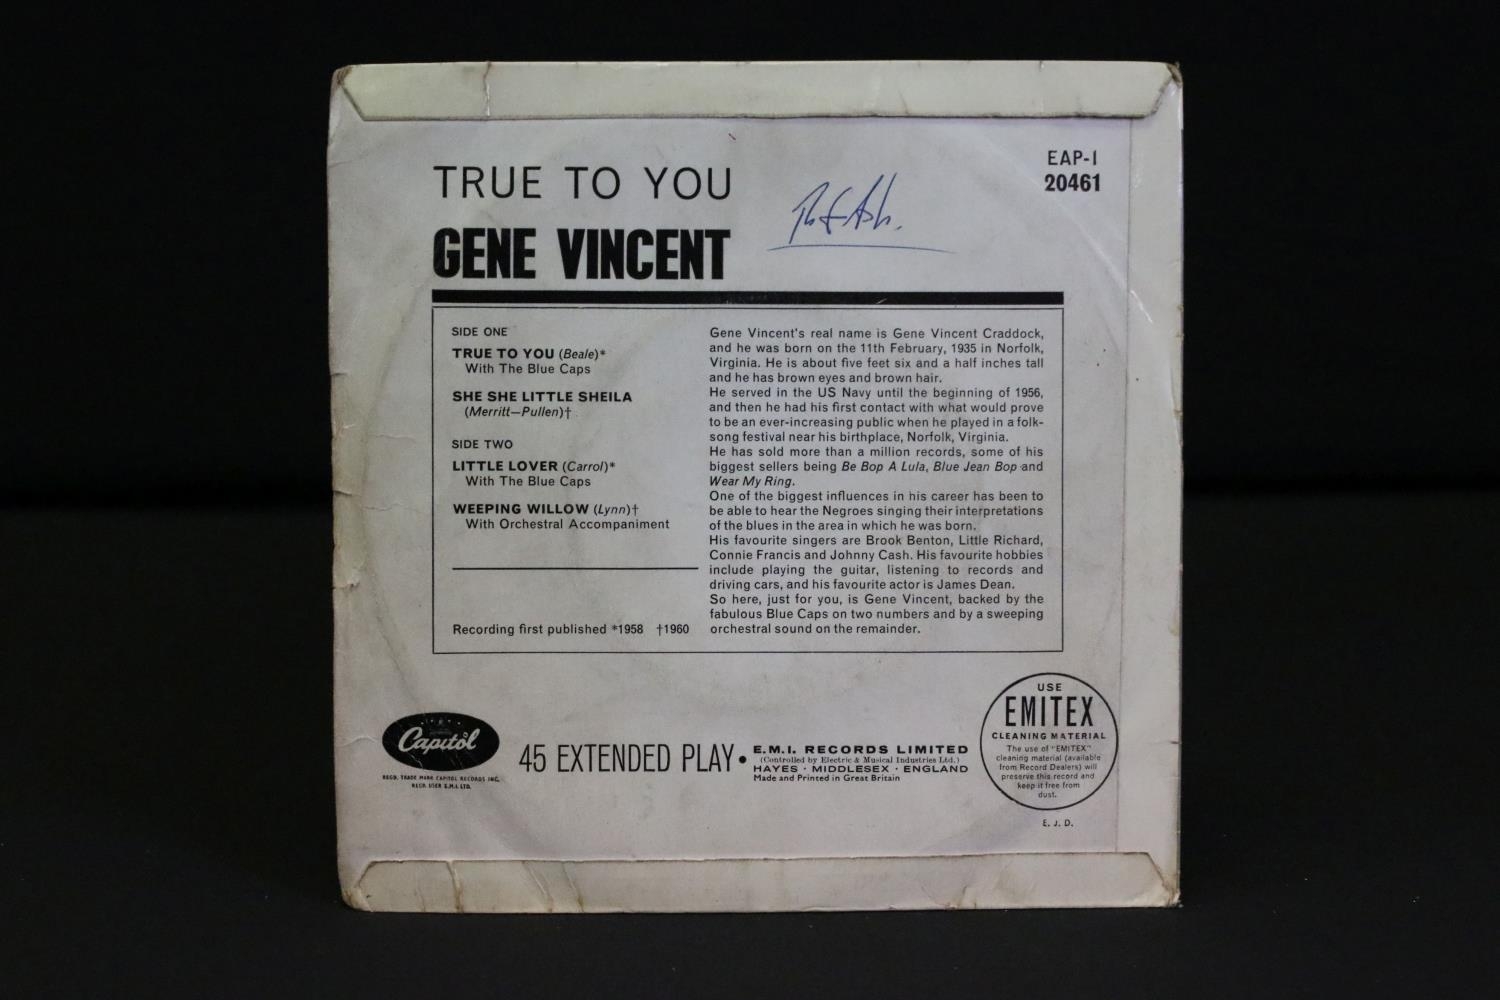 TRUE TO YOU
GENE VINCENT
EAP-1
20461
SIDE ONE
TRUE TO YOU (Beale)*
With The Blue Caps
SHE SHE LITTLE SHEILA
(Merritt—Pullen)†
SIDE TWO
LITTLE LOVER (Carrol)*
With The Blue Caps
WEEPING WILLOW (Lynn)†
With Orchestral Accompaniment
Recording first published *1958 †1960
Gene Vincent's real name is Gene Vincent Craddock,
and he was born on the 11th February, 1935 in Norfolk,
Virginia. He is about five feet six and a half inches tall
and he has brown eyes and brown hair.
He served in the US Navy until the beginning of 1956,
and then he had his first contact with what would prove
to be an ever-increasing public when he played in a folk-
song festival near his birthplace, Norfolk, Virginia.
He has sold more than a million records, some of his
biggest sellers being Be Bop A Lula, Blue Jean Bop and
Wear My Ring.
One of the biggest influences in his career has been to
be able to hear the Negroes singing their interpretations
of the blues in the area in which he was born.
His favourite singers are Brook Benton, Little Richard,
Connie Francis and Johnny Cash. His favourite hobbies
include playing the guitar, listening to records and
driving cars, and his favourite actor is James Dean.
So here, just for you, is Gene Vincent, backed by the
fabulous Blue Caps on two numbers and by a sweeping
orchestral sound on the remainder.
Capitol
REGD. TRADE MARK CAPITOL RECORDS INC.
REGD. USER E.M.I. LTD.
45 EXTENDED PLAY •
E.M.I. RECORDS LIMITED
(Controlled by Electric & Musical Industries Ltd.)
HAYES · MIDDLESEX · ENGLAND
Made and Printed in Great Britain
USE
EMITEX
CLEANING MATERIAL
The use of "EMITEX"
cleaning material (available
from Record Dealers) will
preserve this record and
keep it free from
dust.
E. J. D.